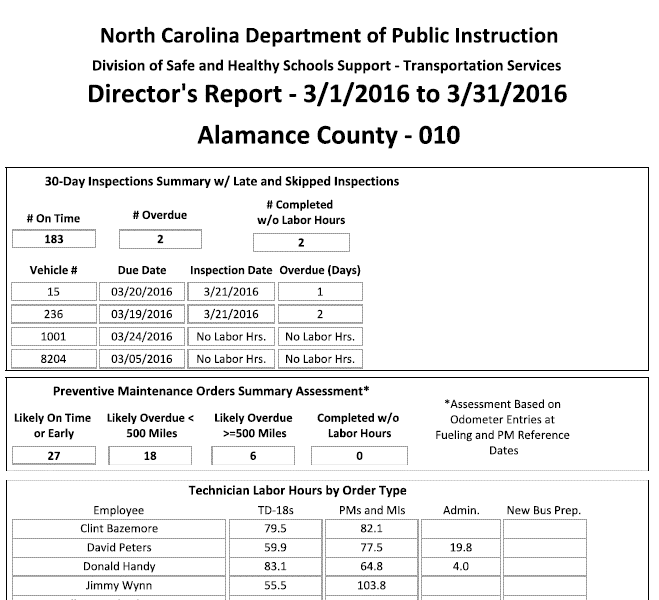 North Carolina Department of Public Instruction
Division of Safe and Healthy Schools Support - Transportation Services
Director's Report - 3/1/2016 to 3/31/2016
Alamance County - 010
30-Day Inspections Summary w/ Late and Skipped Inspections
# On Time # Overdue # Completed w/o Labor Hours
183 2 2
Vehicle # Due Date Inspection Date Overdue (Days)
15 03/20/2016 3/21/2016 1
236 03/19/2016 3/21/2016 2
1001 03/24/2016 No Labor Hrs. No Labor Hrs.
8204 03/05/2016 No Labor Hrs. No Labor Hrs.
Preventive Maintenance Orders Summary Assessment*
Likely On Time or Early Likely Overdue < 500 Miles Likely Overdue >=500 Miles Completed w/o Labor Hours
27 18 6 0
*Assessment Based on
Odometer Entries at
Fueling and PM Reference
Dates
Technician Labor Hours by Order Type
Employee TD-18s PMs and MIs Admin. New Bus Prep.
Clint Bazemore 79.5 82.1
David Peters 59.9 77.5 19.8
Donald Handy 83.1 64.8 4.0
Jimmy Wynn 55.5 103.8